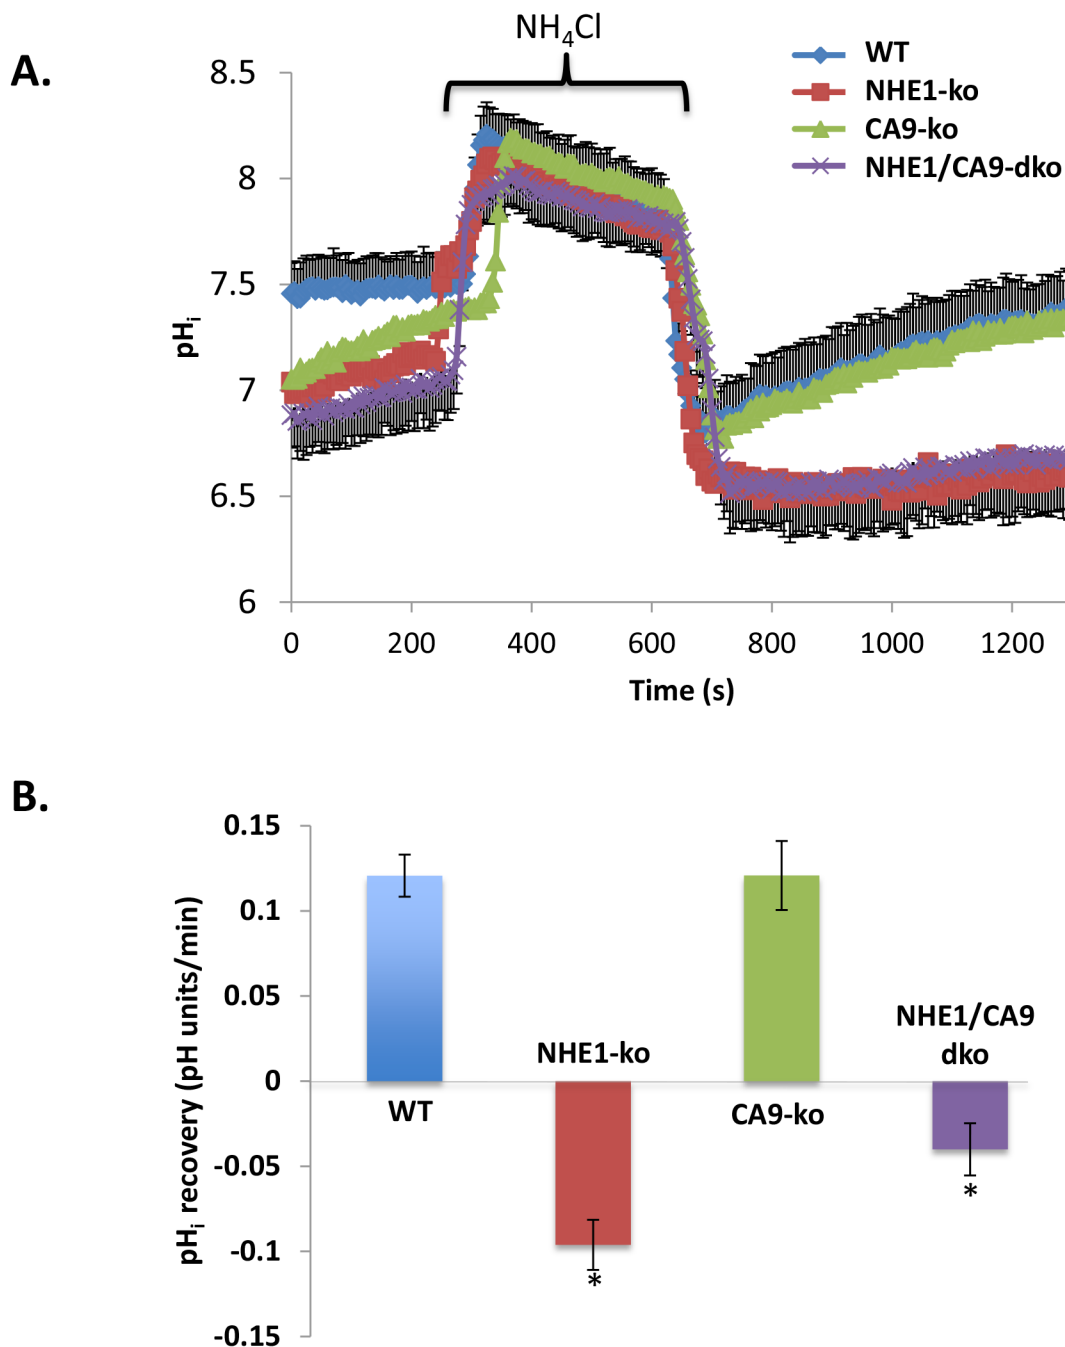 A.
NH₄Cl
WT
NHE1-ko
CA9-ko
NHE1/CA9-dko
8.5
8
7.5
7
6.5
6
pHᵢ
0 200 400 600 800 1000 1200
Time (s)
B.
0.15
0.1
0.05
0
-0.05
-0.1
-0.15
pHᵢ recovery (pH units/min)
WT
NHE1-ko
*
CA9-ko
NHE1/CA9
dko
*